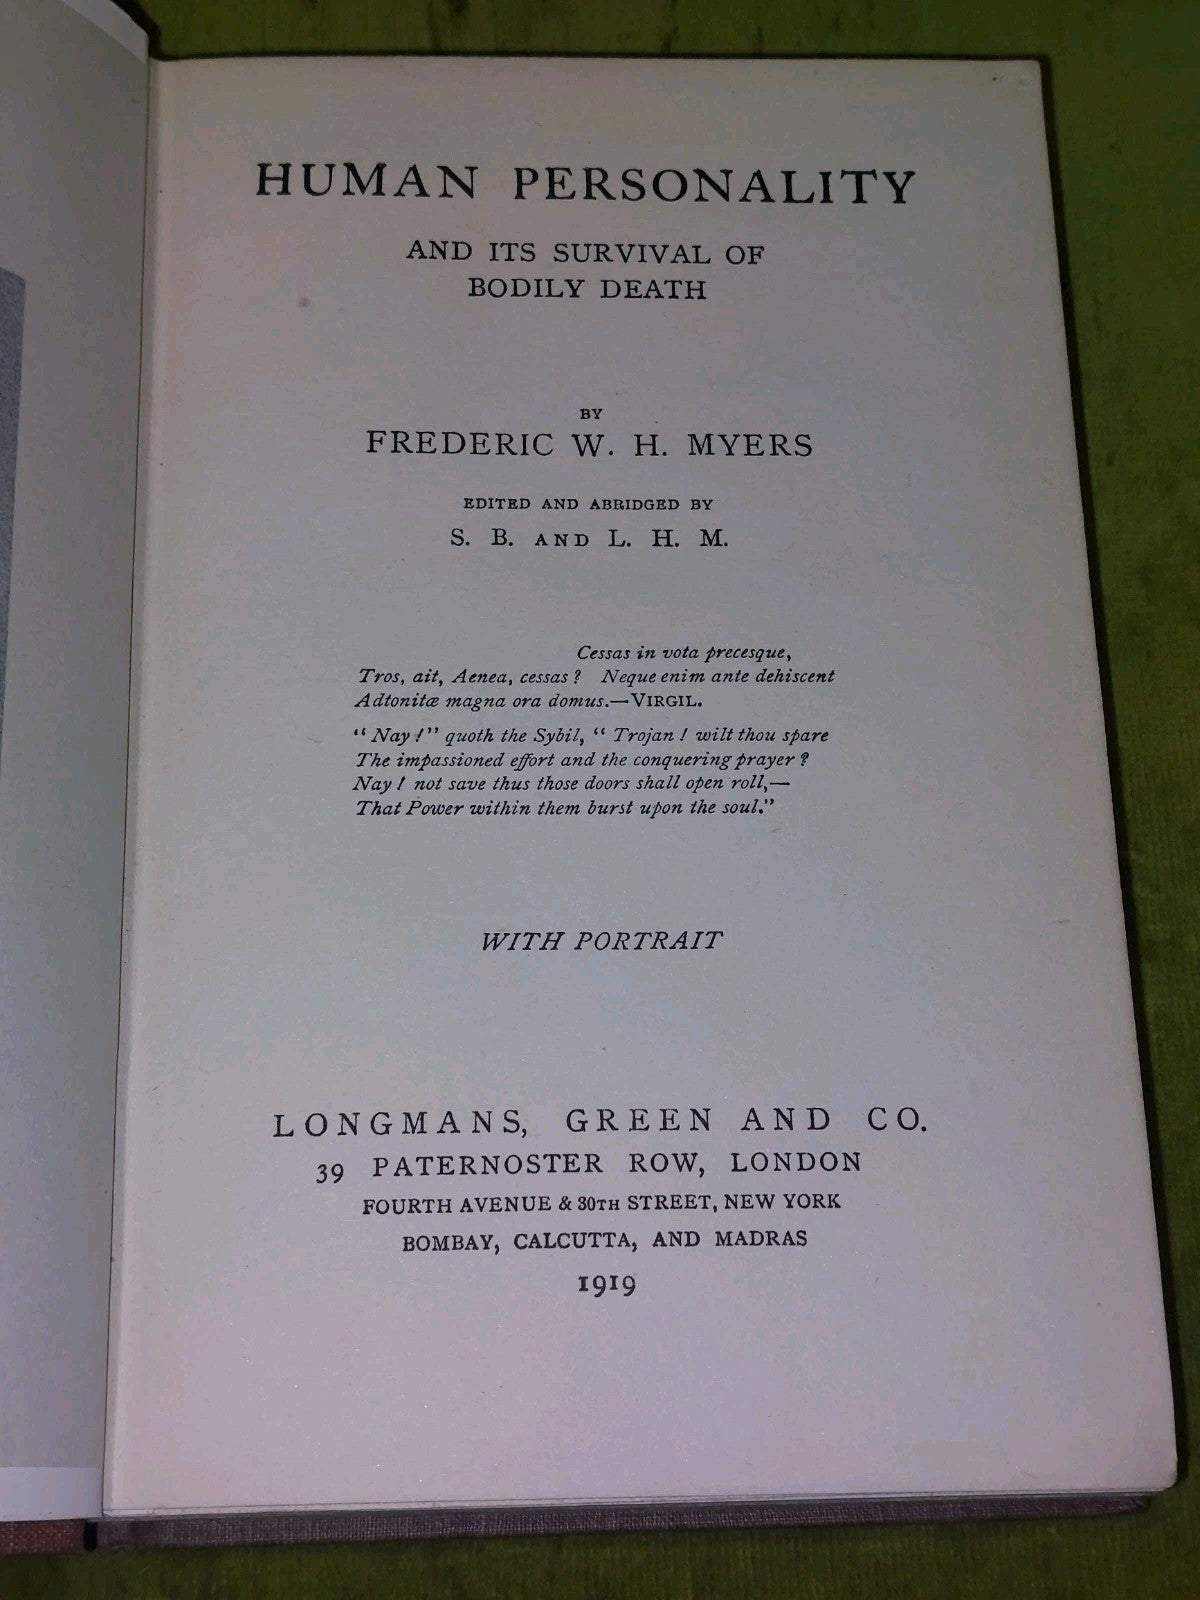 HUMAN PERSONALITY
AND ITS SURVIVAL OF
BODILY DEATH
BY
FREDERIC W. H. MYERS
EDITED AND ABRIDGED BY
S. B. AND L. H. M.
Cessas in vota precesque,
Tros, ait, Aenea, cessas? Neque enim ante dehiscent
Adtonitæ magna ora domus.—VIRGIL.
“Nay!” quoth the Sybil, “Trojan! wilt thou spare
The impassioned effort and the conquering prayer?
Nay! not save thus those doors shall open roll,—
That Power within them burst upon the soul.”
WITH PORTRAIT
LONGMANS, GREEN AND CO.
39 PATERNOSTER ROW, LONDON
FOURTH AVENUE & 30TH STREET, NEW YORK
BOMBAY, CALCUTTA, AND MADRAS
1919